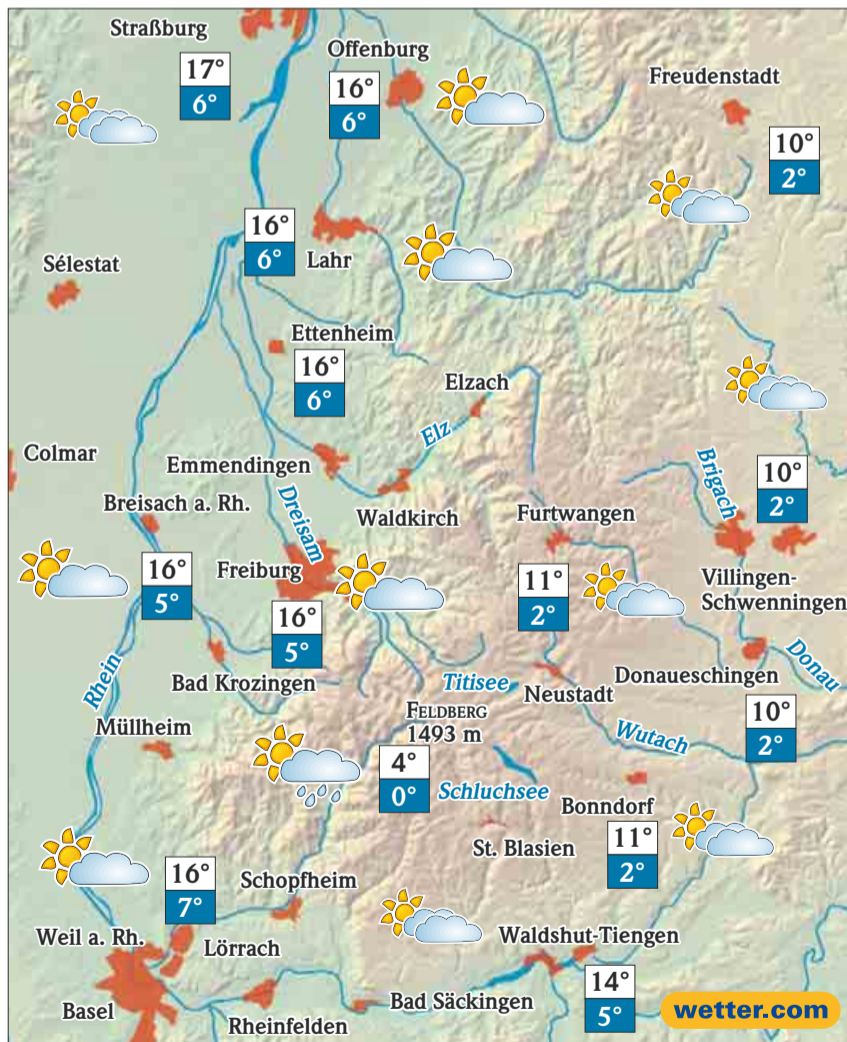 Straßburg
17°
6°
Offenburg
16°
6°
Freudenstadt
10°
2°
16°
6°
Lahr
Sélestat
Ettenheim
16°
6°
Elzach
Elz
Colmar
Emmendingen
Breisach a. Rh.
Dreisam
Waldkirch
Furtwangen
Brigach
10°
2°
Villingen-
Schwenningen
16°
5°
Freiburg
16°
5°
11°
2°
Rhein
Bad Krozingen
Titisee
Neustadt
Donaueschingen
Donau
Müllheim
FELDBERG
1493 m
Wutach
10°
2°
4°
0°
Schluchsee
Bonndorf
St. Blasien
11°
2°
16°
7°
Schopfheim
Weil a. Rh.
Lörrach
Waldshut-Tiengen
Basel
Rheinfelden
Bad Säckingen
14°
5°
wetter.com